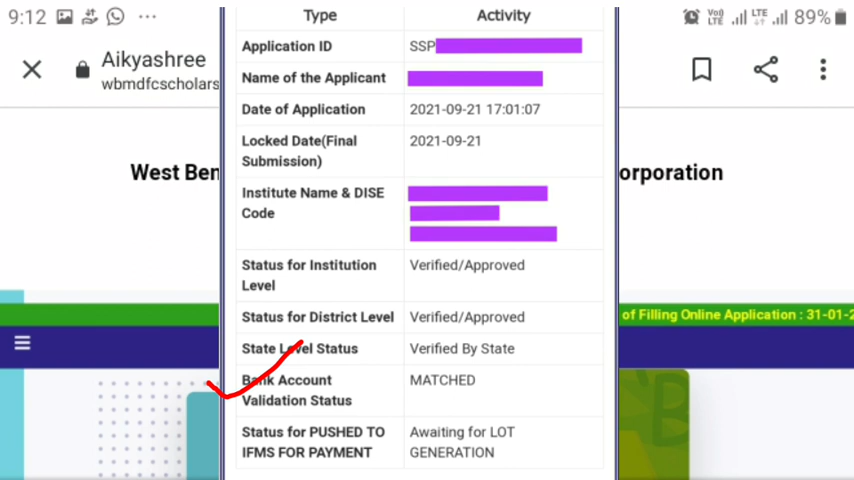 9:12
Vo)) LTE LTE 89%
Aikyashree
wbmdfcscholars
West Ben
orporation
of Filling Online Application : 31-01-2
Type Activity
Application ID SSP
Name of the Applicant
Date of Application 2021-09-21 17:01:07
Locked Date(Final 2021-09-21
Submission)
Institute Name & DISE
Code
Status for Institution Verified/Approved
Level
Status for District Level Verified/Approved
State Level Status Verified By State
Bank Account MATCHED
Validation Status
Status for PUSHED TO Awaiting for LOT
IFMS FOR PAYMENT GENERATION